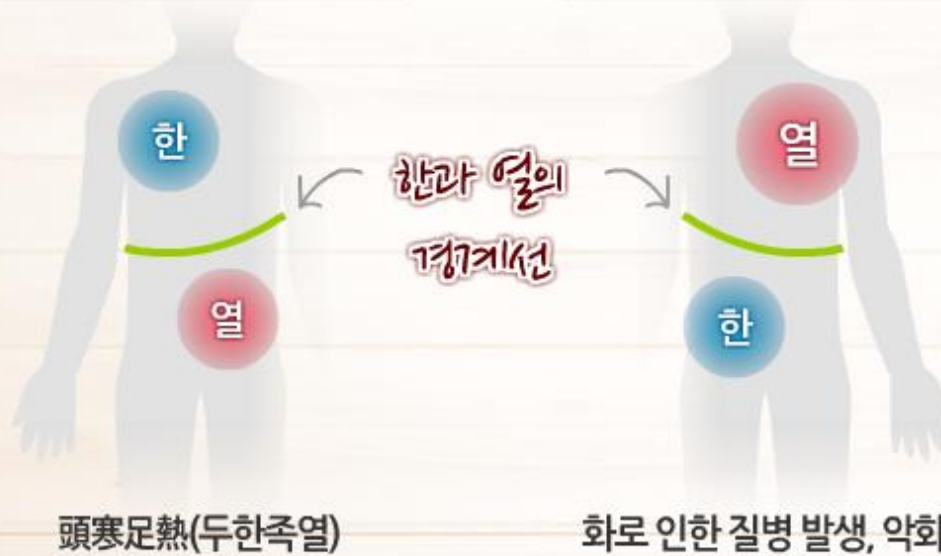 한
열
한과 열의
경계선
열
한
頭寒足熱(두한족열)
화로 인한 질병 발생, 악화